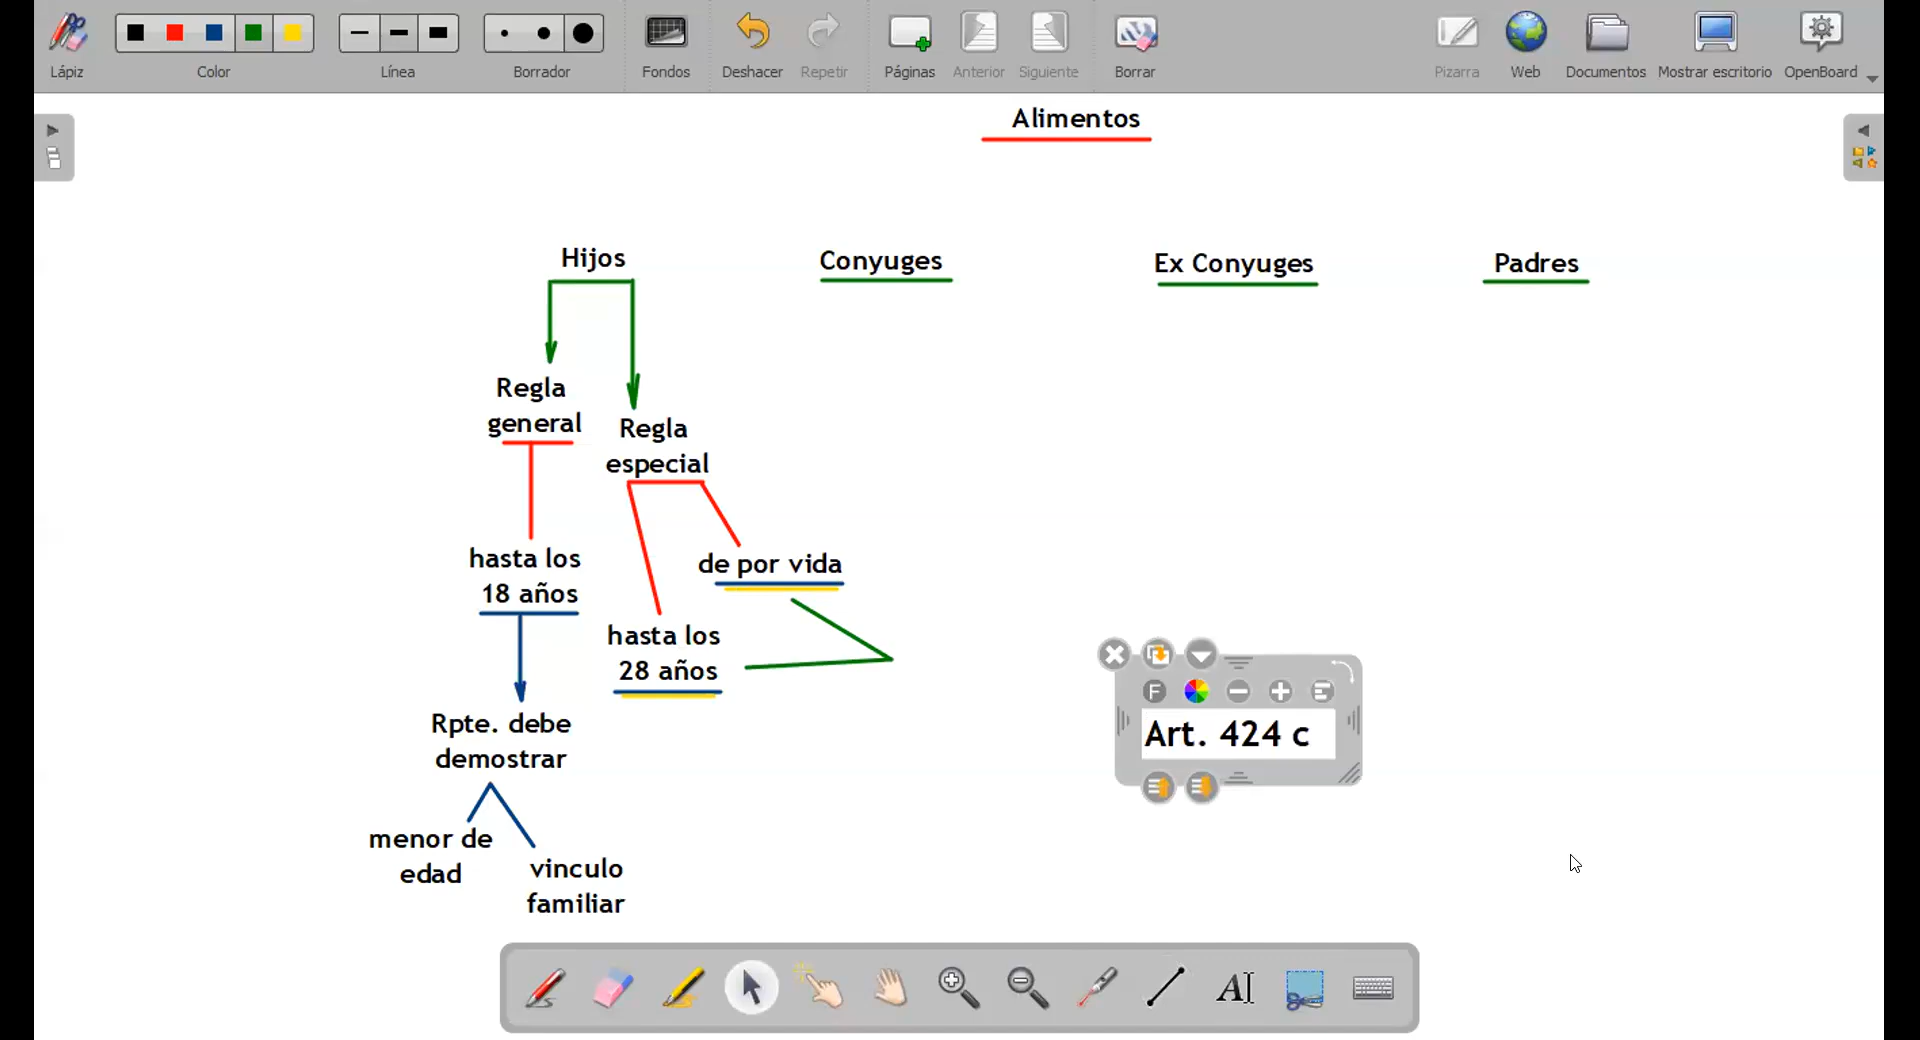 Lápiz
Color
Línea
Borrador
Fondos
Deshacer
Repetir
Páginas
Anterior
Siguiente
Borrar
Pizarra
Web
Documentos
Mostrar escritorio
OpenBoard
Alimentos
Hijos
Conyuges
Ex Conyuges
Padres
Regla
general
Regla
especial
hasta los
18 años
de por vida
hasta los
28 años
Rpte. debe
demostrar
menor de
edad
vinculo
familiar
F
Art. 424 c